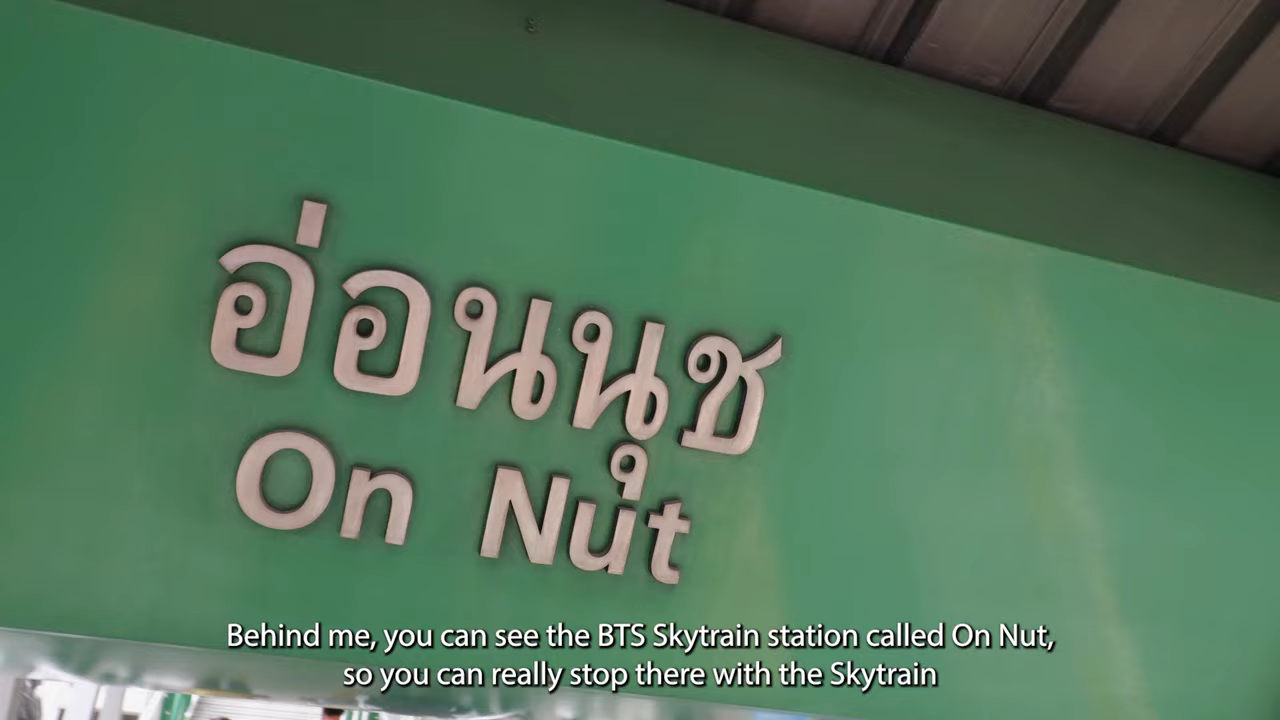 อ่อนนุช
On Nut
Behind me, you can see the BTS Skytrain station called On Nut,
so you can really stop there with the Skytrain